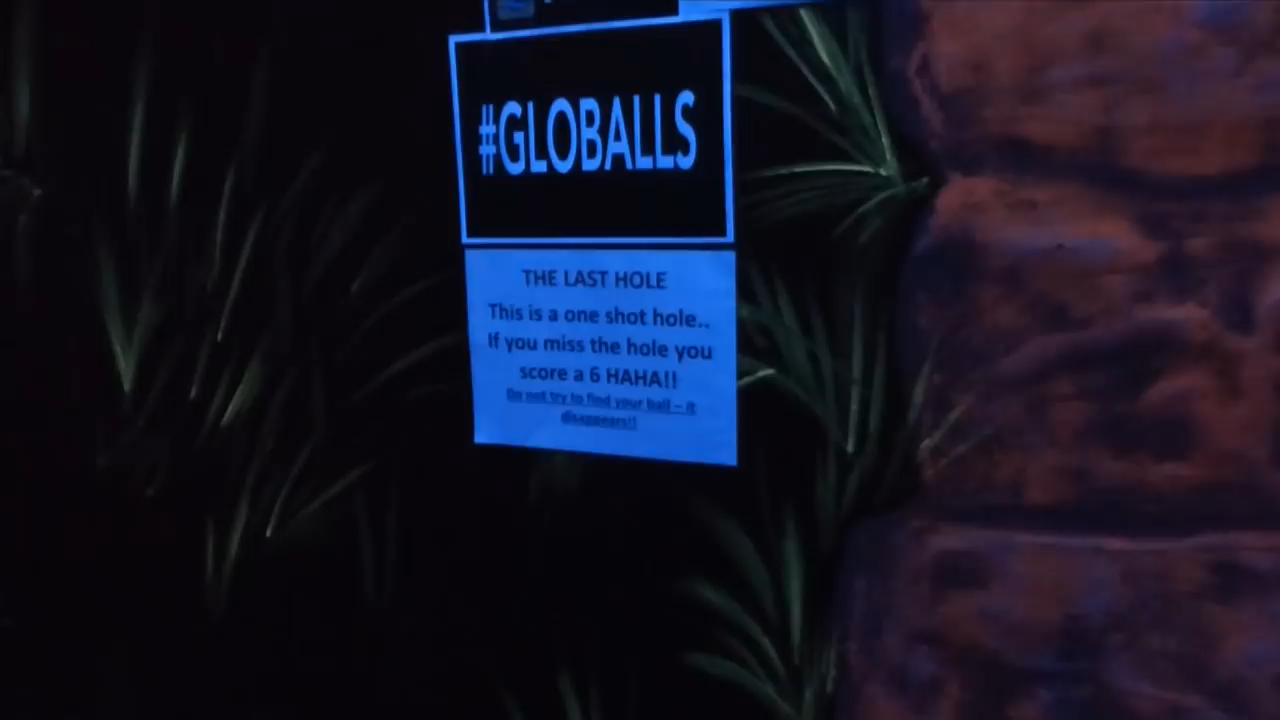 #GLOBALLS
THE LAST HOLE
This is a one shot hole..
If you miss the hole you
score a 6 HAHA!!
Do not try to find your ball – it
disappears!!